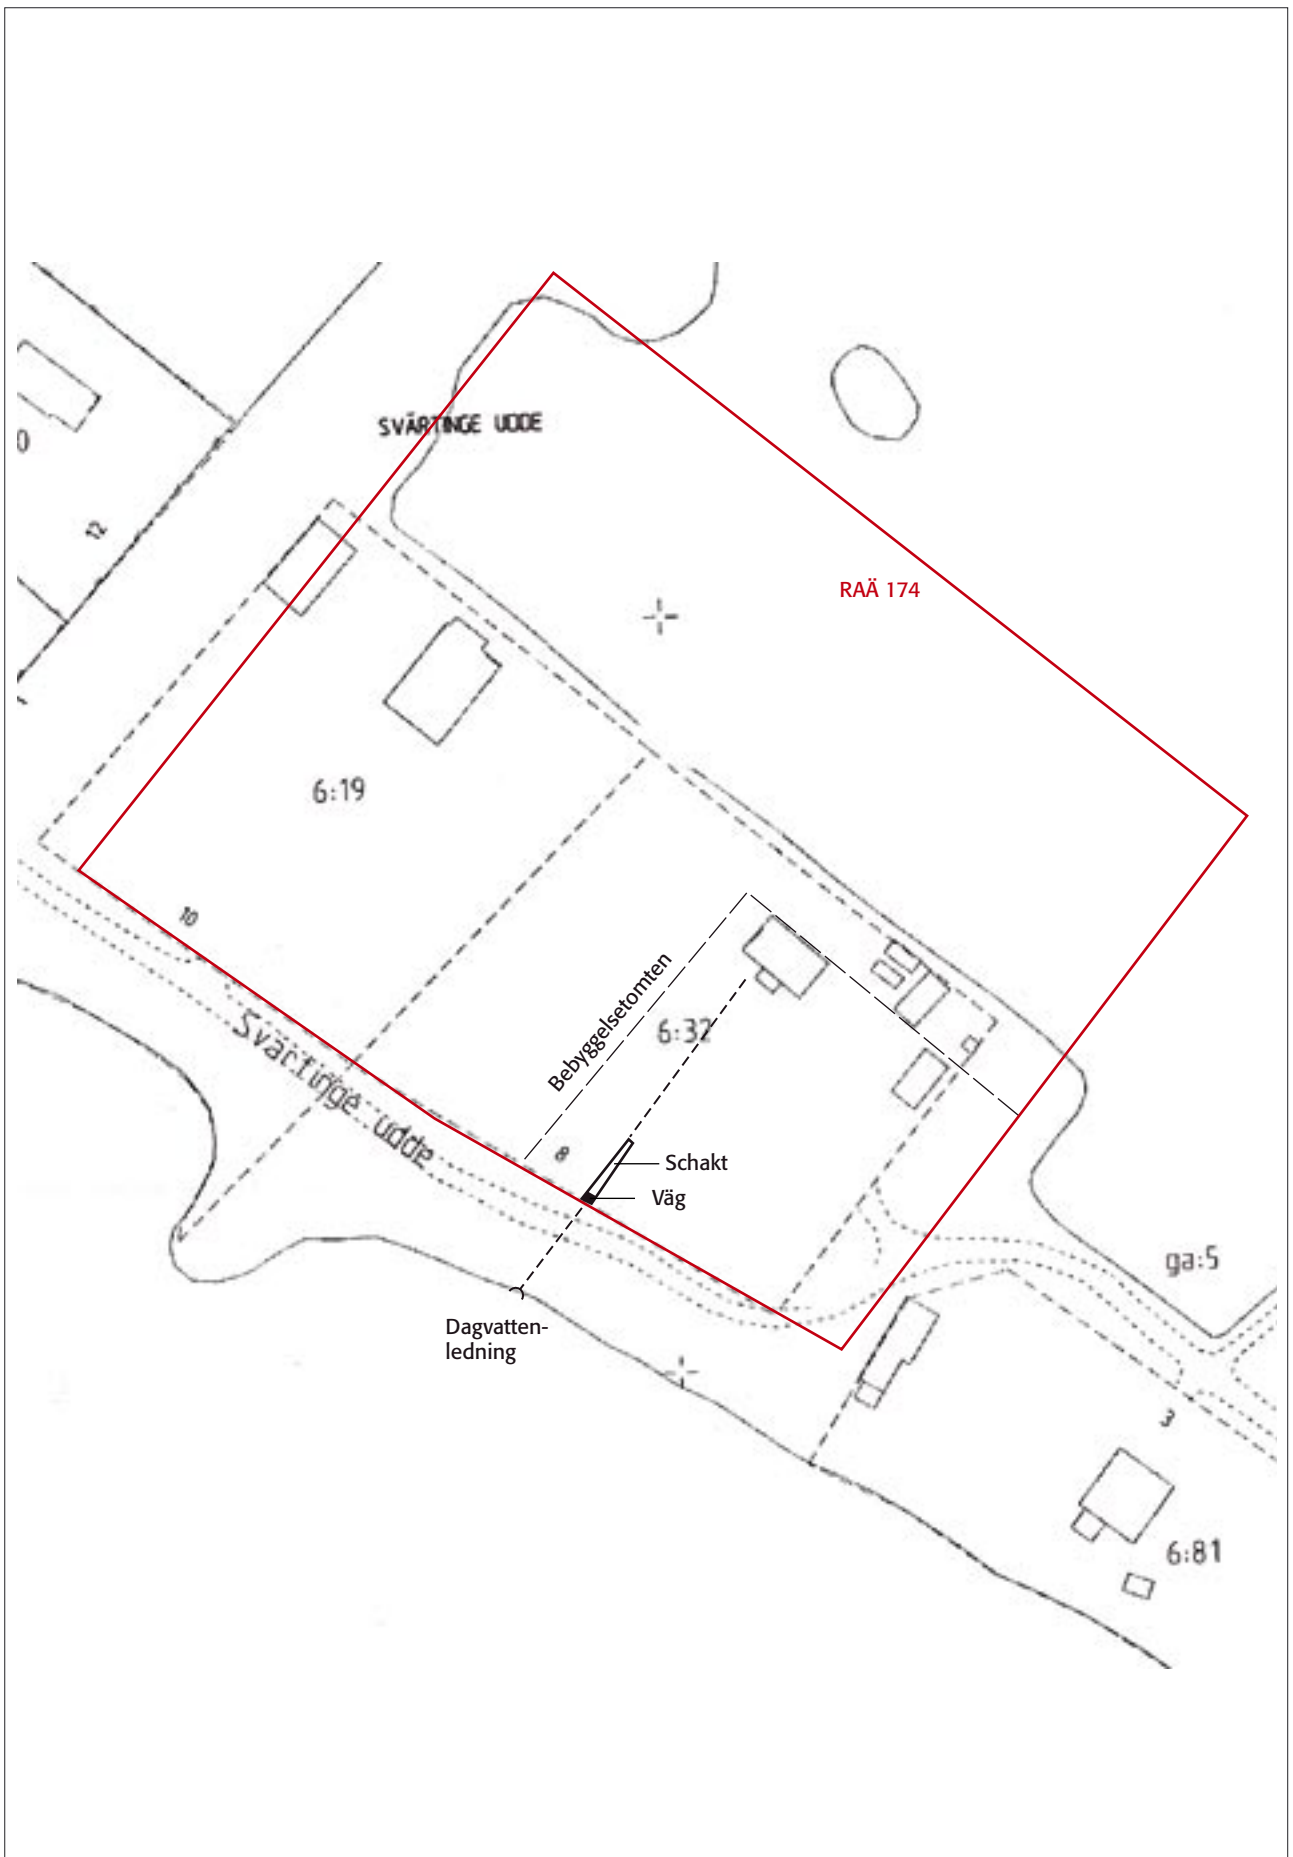 SVÄRTINGE UDDE
0
12
RAÄ 174
6:19
10
Svärtinge udde
Bebyggelsetomten
6:32
8
Schakt
Väg
ga:5
Dagvatten-
ledning
3
6:81